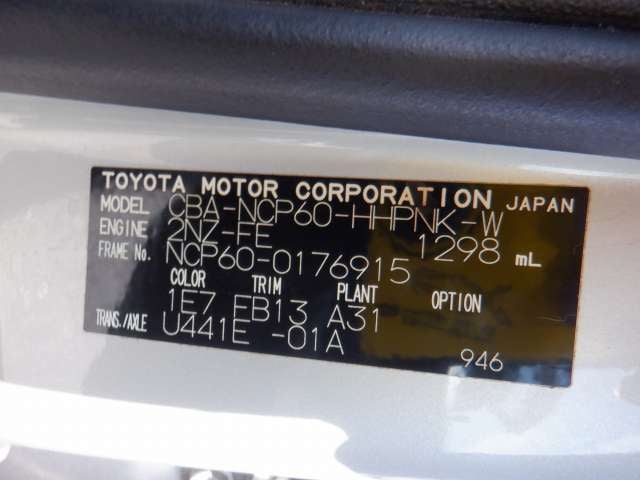 TOYOTA MOTOR CORPORATION JAPAN
MODEL CBA-NCP60-HHPNK-W
ENGINE 2NZ-FE 1298 mL
FRAME No. NCP60-0176915
COLOR TRIM PLANT OPTION
1E7 FB13 A31
TRANS./AXLE U441E -01A
946